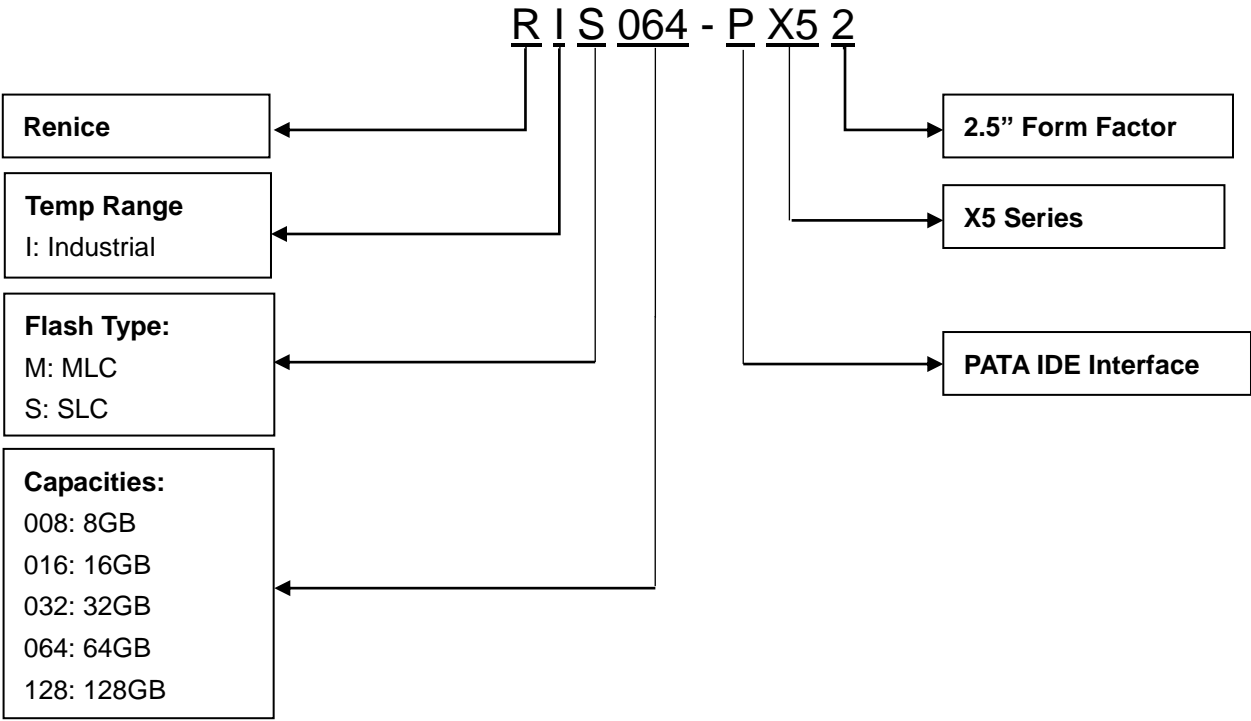 R I S 064 - P X5 2
Renice
Temp Range
I: Industrial
Flash Type:
M: MLC
S: SLC
Capacities:
008: 8GB
016: 16GB
032: 32GB
064: 64GB
128: 128GB
2.5” Form Factor
X5 Series
PATA IDE Interface